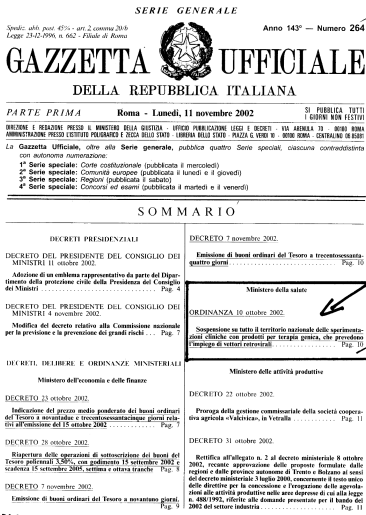 SERIE GENERALE
Spediz. abb. post. 45% - art. 2, comma 20/b
Legge 23-12-1996, n. 662 - Filiale di Roma
Anno 143° — Numero 264
GAZZETTA UFFICIALE
DELLA REPUBBLICA ITALIANA
PARTE PRIMA
Roma - Lunedì, 11 novembre 2002
SI PUBBLICA TUTTI
I GIORNI NON FESTIVI
DIREZIONE E REDAZIONE PRESSO IL MINISTERO DELLA GIUSTIZIA - UFFICIO PUBBLICAZIONE LEGGI E DECRETI - VIA ARENULA 70 - 00100 ROMA
AMMINISTRAZIONE PRESSO L'ISTITUTO POLIGRAFICO E ZECCA DELLO STATO - LIBRERIA DELLO STATO - PIAZZA G. VERDI 10 - 00100 ROMA - CENTRALINO 06 85081
La Gazzetta Ufficiale, oltre alla Serie generale, pubblica quattro Serie speciali, ciascuna contraddistinta
con autonoma numerazione:
1ª Serie speciale: Corte costituzionale (pubblicata il mercoledì)
2ª Serie speciale: Comunità europee (pubblicata il lunedì e il giovedì)
3ª Serie speciale: Regioni (pubblicata il sabato)
4ª Serie speciale: Concorsi ed esami (pubblicata il martedì e il venerdì)
SOMMARIO
DECRETI PRESIDENZIALI
DECRETO DEL PRESIDENTE DEL CONSIGLIO DEI
MINISTRI 11 ottobre 2002.
Adozione di un emblema rappresentativo da parte del Dipar-
timento della protezione civile della Presidenza del Consiglio
dei Ministri . . . . . . . . . . . . . . . . . . . . Pag. 4
DECRETO DEL PRESIDENTE DEL CONSIGLIO DEI
MINISTRI 4 novembre 2002.
Modifica del decreto relativo alla Commissione nazionale
per la previsione e la prevenzione dei grandi rischi . . . Pag. 7
DECRETI, DELIBERE E ORDINANZE MINISTERIALI
Ministero dell'economia e delle finanze
DECRETO 23 ottobre 2002.
Indicazione del prezzo medio ponderato dei buoni ordinari
del Tesoro a novantadue e trecentosessantacinque giorni rela-
tivi all'emissione del 15 ottobre 2002 . . . . . . . . . Pag. 7
DECRETO 28 ottobre 2002.
Riapertura delle operazioni di sottoscrizione dei buoni del
Tesoro poliennali 3,50%, con godimento 15 settembre 2002 e
scadenza 15 settembre 2005, settima e ottava tranche Pag. 8
DECRETO 7 novembre 2002.
Emissione di buoni ordinari del Tesoro a novantuno giorni.
Pag. 9
DECRETO 7 novembre 2002.
Emissione di buoni ordinari del Tesoro a trecentosessanta-
quattro giorni . . . . . . . . . . . . . . . . . . . . Pag. 10
Ministero della salute
ORDINANZA 10 ottobre 2002.
Sospensione su tutto il territorio nazionale delle sperimenta-
zioni cliniche con prodotti per terapia genica, che prevedono
l'impiego di vettori retrovirali . . . . . . . . . . . . Pag. 10
Ministero delle attività produttive
DECRETO 22 ottobre 2002.
Proroga della gestione commissariale della società coopera-
tiva agricola «Vaicivica», in Vetralla . . . . . Pag. 11
DECRETO 31 ottobre 2002.
Rettifica all'allegato n. 2 al decreto ministeriale 8 ottobre
2002, recante approvazione delle proposte formulate dalle
regioni e dalle province autonome di Trento e Bolzano ai sensi
del decreto ministeriale 3 luglio 2000, concernente il testo unico
delle direttive per la concessione e l'erogazione delle agevola-
zioni alle attività produttive nelle aree depresse di cui alla legge
n. 488/1992, riferite alle domande presentate per il bando del
2002 del settore industria . . . . . . . . . . . . Pag. 11